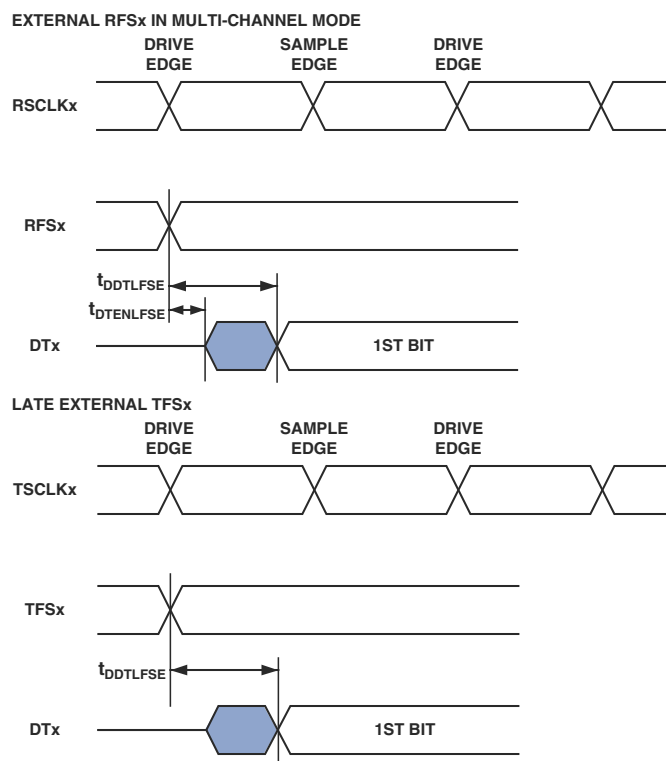 EXTERNAL RFSx IN MULTI-CHANNEL MODE
DRIVE EDGE
SAMPLE EDGE
DRIVE EDGE
RSCLKx
RFSx
tDDTLFSE
tDTENLFSE
DTx
1ST BIT
LATE EXTERNAL TFSx
DRIVE EDGE
SAMPLE EDGE
DRIVE EDGE
TSCLKx
TFSx
tDDTLFSE
DTx
1ST BIT